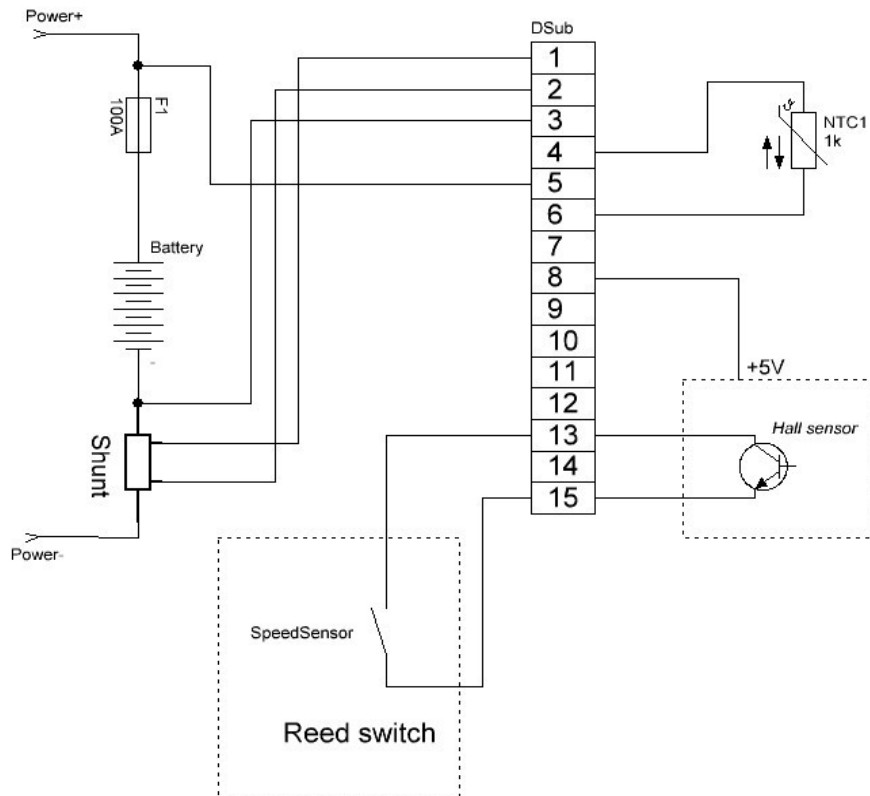 Power+
DSub
1
2
3
4
5
6
7
8
9
10
11
12
13
14
15
F1
100A
NTC1
1k
ϑ
Battery
-
+5V
Hall sensor
Shunt
Power-
SpeedSensor
Reed switch